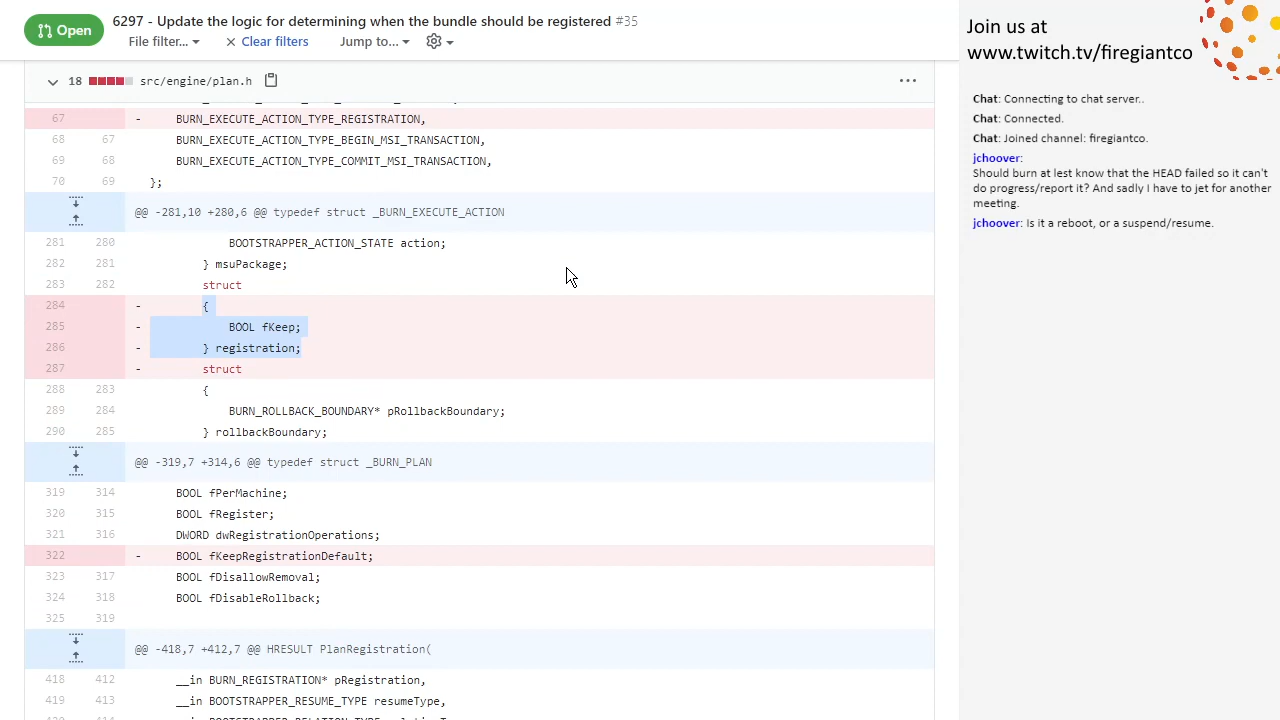 Open
6297 - Update the logic for determining when the bundle should be registered #35
File filter... Clear filters Jump to...
18 src/engine/plan.h
67 - BURN_EXECUTE_ACTION_TYPE_REGISTRATION,
68 67 BURN_EXECUTE_ACTION_TYPE_BEGIN_MSI_TRANSACTION,
69 68 BURN_EXECUTE_ACTION_TYPE_COMMIT_MSI_TRANSACTION,
70 69 };
@@ -281,10 +280,6 @@ typedef struct _BURN_EXECUTE_ACTION
281 280 BOOTSTRAPPER_ACTION_STATE action;
282 281 } msuPackage;
283 282 struct
284 - {
285 - BOOL fKeep;
286 - } registration;
287 - struct
288 283 {
289 284 BURN_ROLLBACK_BOUNDARY* pRollbackBoundary;
290 285 } rollbackBoundary;
@@ -319,7 +314,6 @@ typedef struct _BURN_PLAN
319 314 BOOL fPerMachine;
320 315 BOOL fRegister;
321 316 DWORD dwRegistrationOperations;
322 - BOOL fKeepRegistrationDefault;
323 317 BOOL fDisallowRemoval;
324 318 BOOL fDisableRollback;
325 319
@@ -418,7 +412,7 @@ HRESULT PlanRegistration(
418 412 __in BURN_REGISTRATION* pRegistration,
419 413 __in BOOTSTRAPPER_RESUME_TYPE resumeType,
Join us at
www.twitch.tv/firegiantco
Chat: Connecting to chat server..
Chat: Connected.
Chat: Joined channel: firegiantco.
jchoover:
Should burn at lest know that the HEAD failed so it can't
do progress/report it? And sadly I have to jet for another
meeting.
jchoover: Is it a reboot, or a suspend/resume.